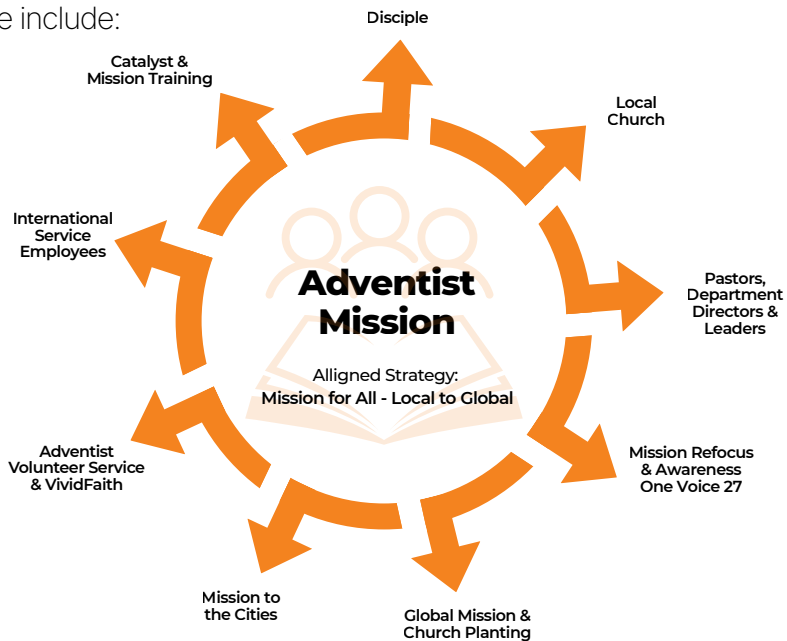 e include:
Disciple
Catalyst &
Mission Training
Local
Church
International
Service
Employees
Adventist
Mission
Alligned Strategy:
Mission for All - Local to Global
Pastors,
Department
Directors &
Leaders
Adventist
Volunteer Service
& VividFaith
Mission Refocus
& Awareness
One Voice 27
Mission to
the Cities
Global Mission &
Church Planting